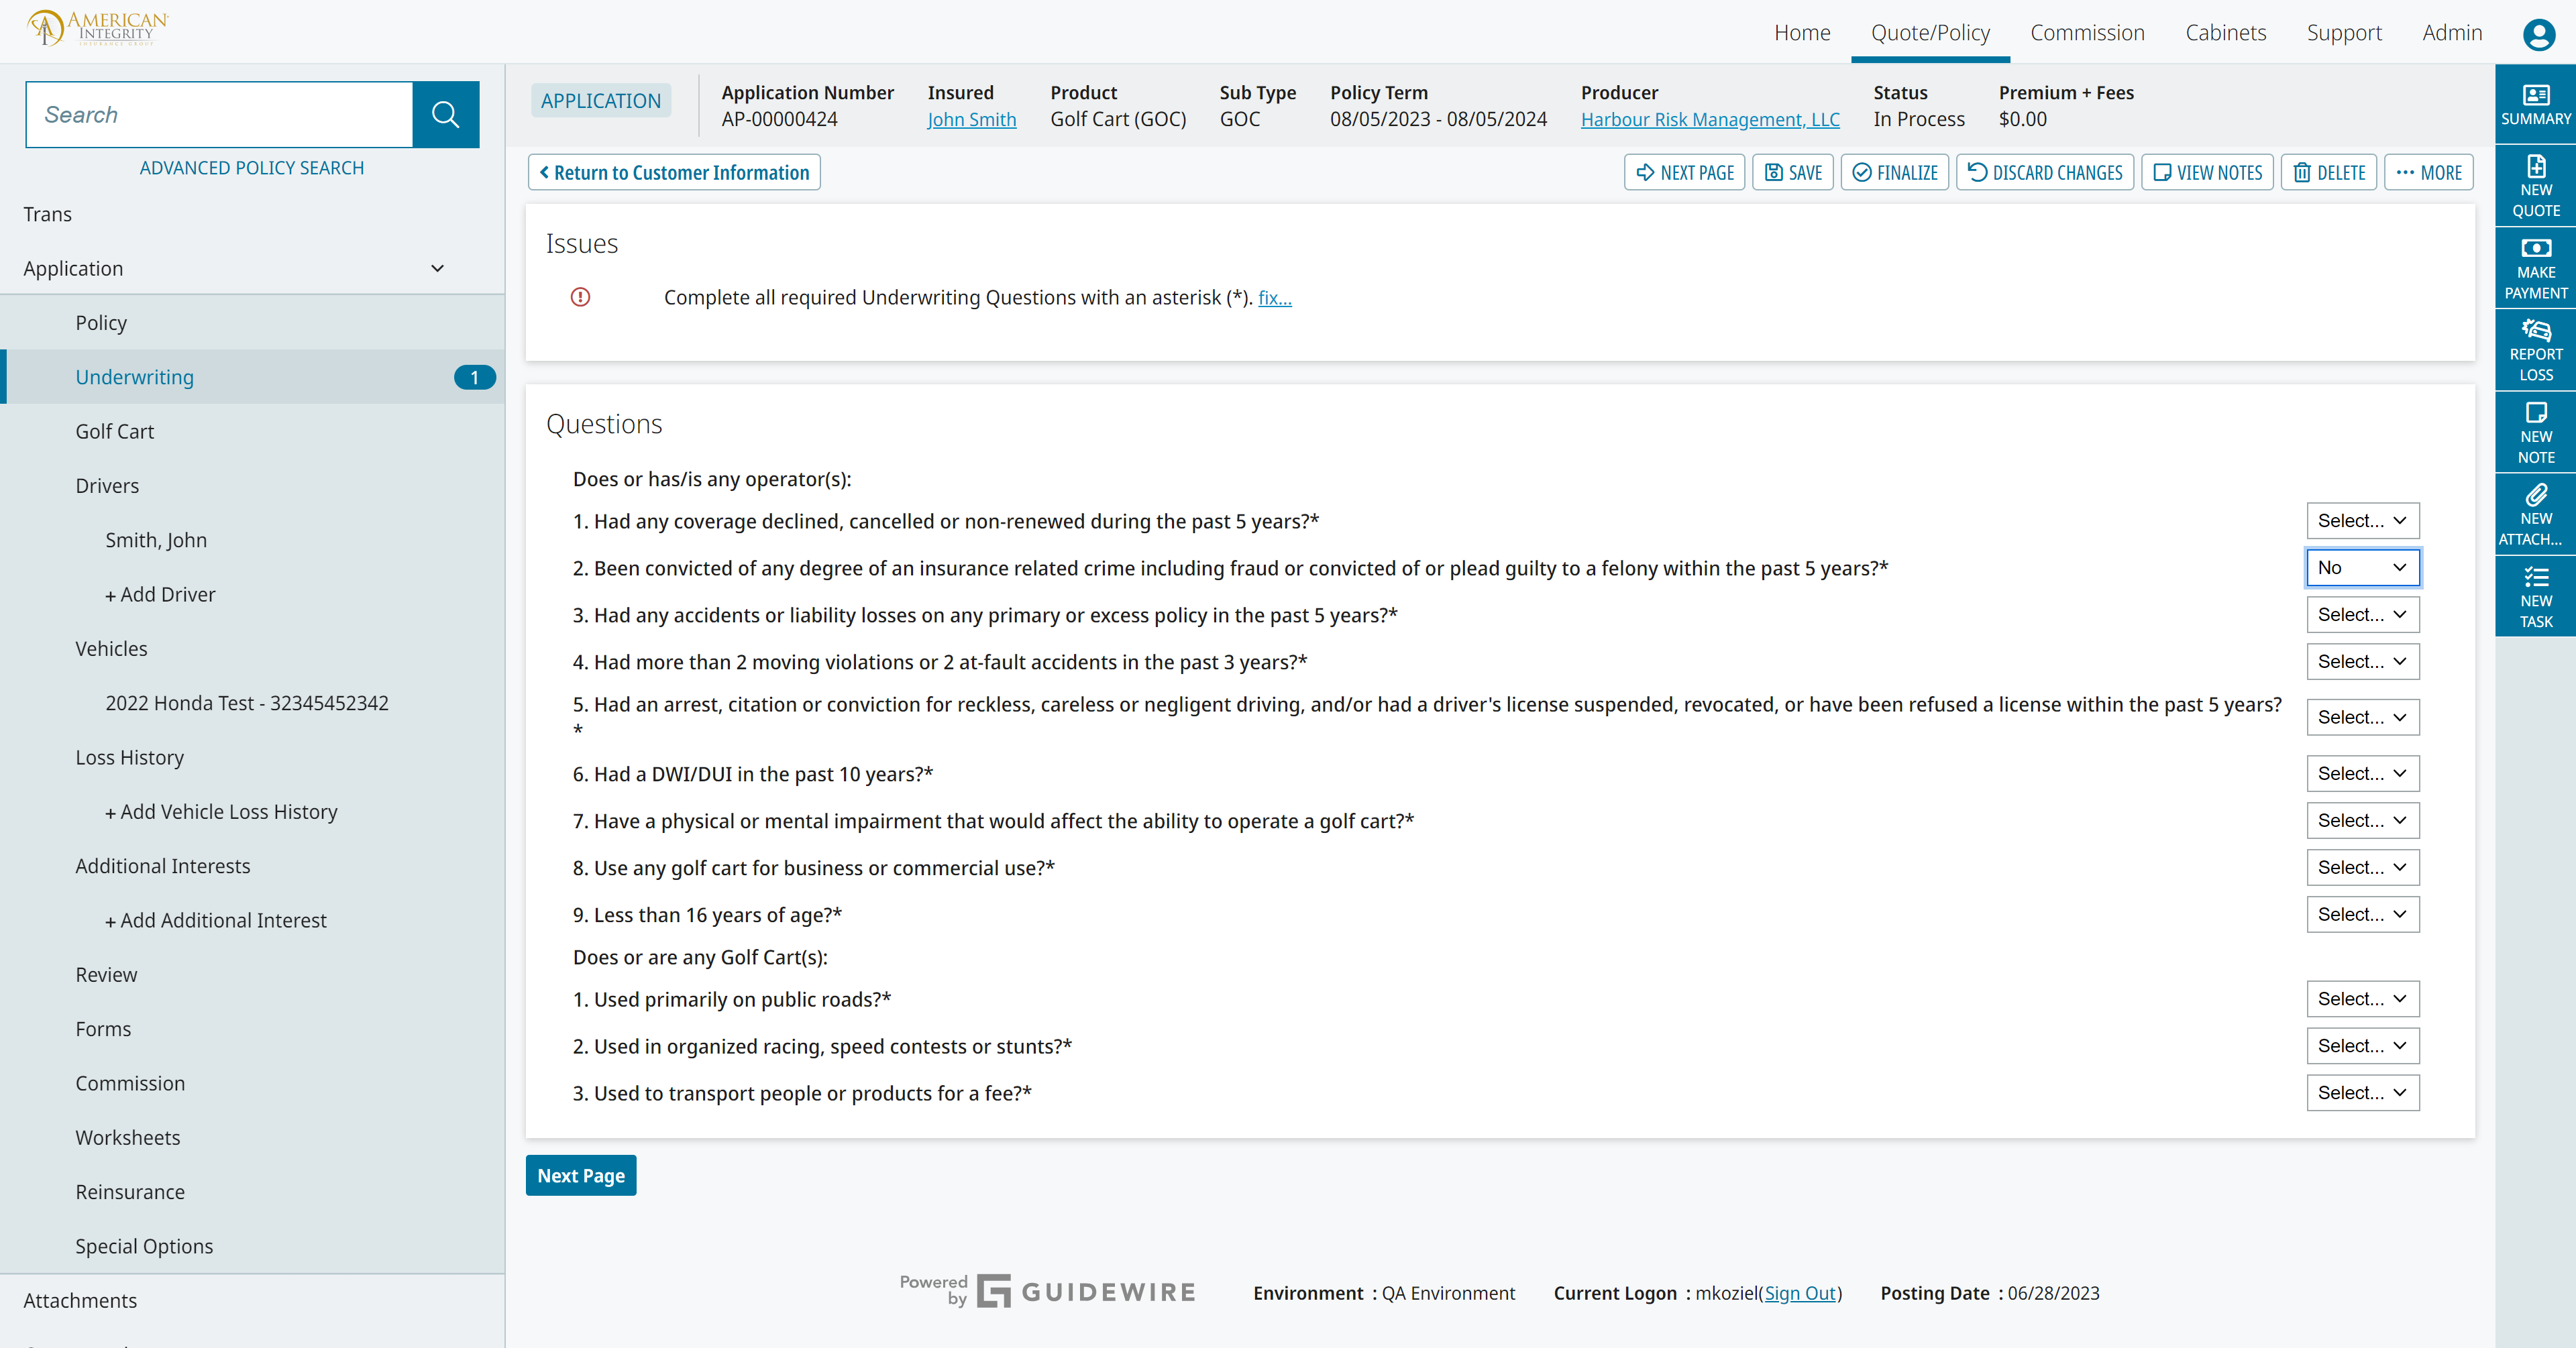 AMERICAN
INTEGRITY
INSURANCE GROUP
Home
Quote/Policy
Commission
Cabinets
Support
Admin
Search
ADVANCED POLICY SEARCH
Trans
Application
Policy
Underwriting
1
Golf Cart
Drivers
Smith, John
+ Add Driver
Vehicles
2022 Honda Test - 32345452342
Loss History
+ Add Vehicle Loss History
Additional Interests
+ Add Additional Interest
Review
Forms
Commission
Worksheets
Reinsurance
Special Options
Attachments
APPLICATION
Application Number
AP-00000424
Insured
John Smith
Product
Golf Cart (GOC)
Sub Type
GOC
Policy Term
08/05/2023 - 08/05/2024
Producer
Harbour Risk Management, LLC
Status
In Process
Premium + Fees
$0.00
Return to Customer Information
NEXT PAGE
SAVE
FINALIZE
DISCARD CHANGES
VIEW NOTES
DELETE
MORE
Issues
Complete all required Underwriting Questions with an asterisk (*). fix...
Questions
Does or has/is any operator(s):
1. Had any coverage declined, cancelled or non-renewed during the past 5 years?* Select...
2. Been convicted of any degree of an insurance related crime including fraud or convicted of or plead guilty to a felony within the past 5 years?* No
3. Had any accidents or liability losses on any primary or excess policy in the past 5 years?* Select...
4. Had more than 2 moving violations or 2 at-fault accidents in the past 3 years?* Select...
5. Had an arrest, citation or conviction for reckless, careless or negligent driving, and/or had a driver's license suspended, revocated, or have been refused a license within the past 5 years?
* Select...
6. Had a DWI/DUI in the past 10 years?* Select...
7. Have a physical or mental impairment that would affect the ability to operate a golf cart?* Select...
8. Use any golf cart for business or commercial use?* Select...
9. Less than 16 years of age?* Select...
Does or are any Golf Cart(s):
1. Used primarily on public roads?* Select...
2. Used in organized racing, speed contests or stunts?* Select...
3. Used to transport people or products for a fee?* Select...
Next Page
Powered
by
GUIDEWIRE
Environment : QA Environment
Current Logon : mkoziel(Sign Out)
Posting Date : 06/28/2023
SUMMARY
NEW
QUOTE
MAKE
PAYMENT
REPORT
LOSS
NEW
NOTE
NEW
ATTACH...
NEW
TASK